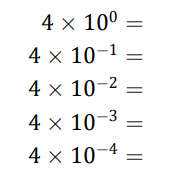 4 × 10⁰ =
4 × 10⁻¹ =
4 × 10⁻² =
4 × 10⁻³ =
4 × 10⁻⁴ =